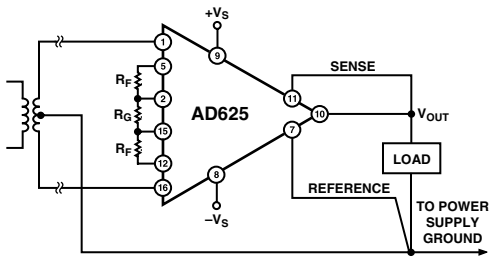 +VS
1
9
5
SENSE
RF
2
11
RG
AD625
10
VOUT
15
7
RF
12
LOAD
8
16
REFERENCE
–VS
TO POWER
SUPPLY
GROUND